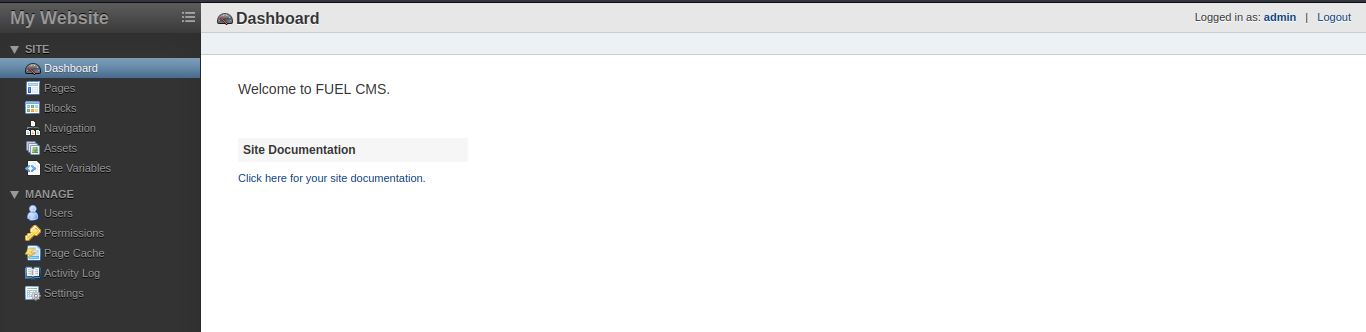 My Website
SITE
Dashboard
Pages
Blocks
Navigation
Assets
Site Variables
MANAGE
Users
Permissions
Page Cache
Activity Log
Settings
Dashboard
Logged in as: admin | Logout
Welcome to FUEL CMS.
Site Documentation
Click here for your site documentation.